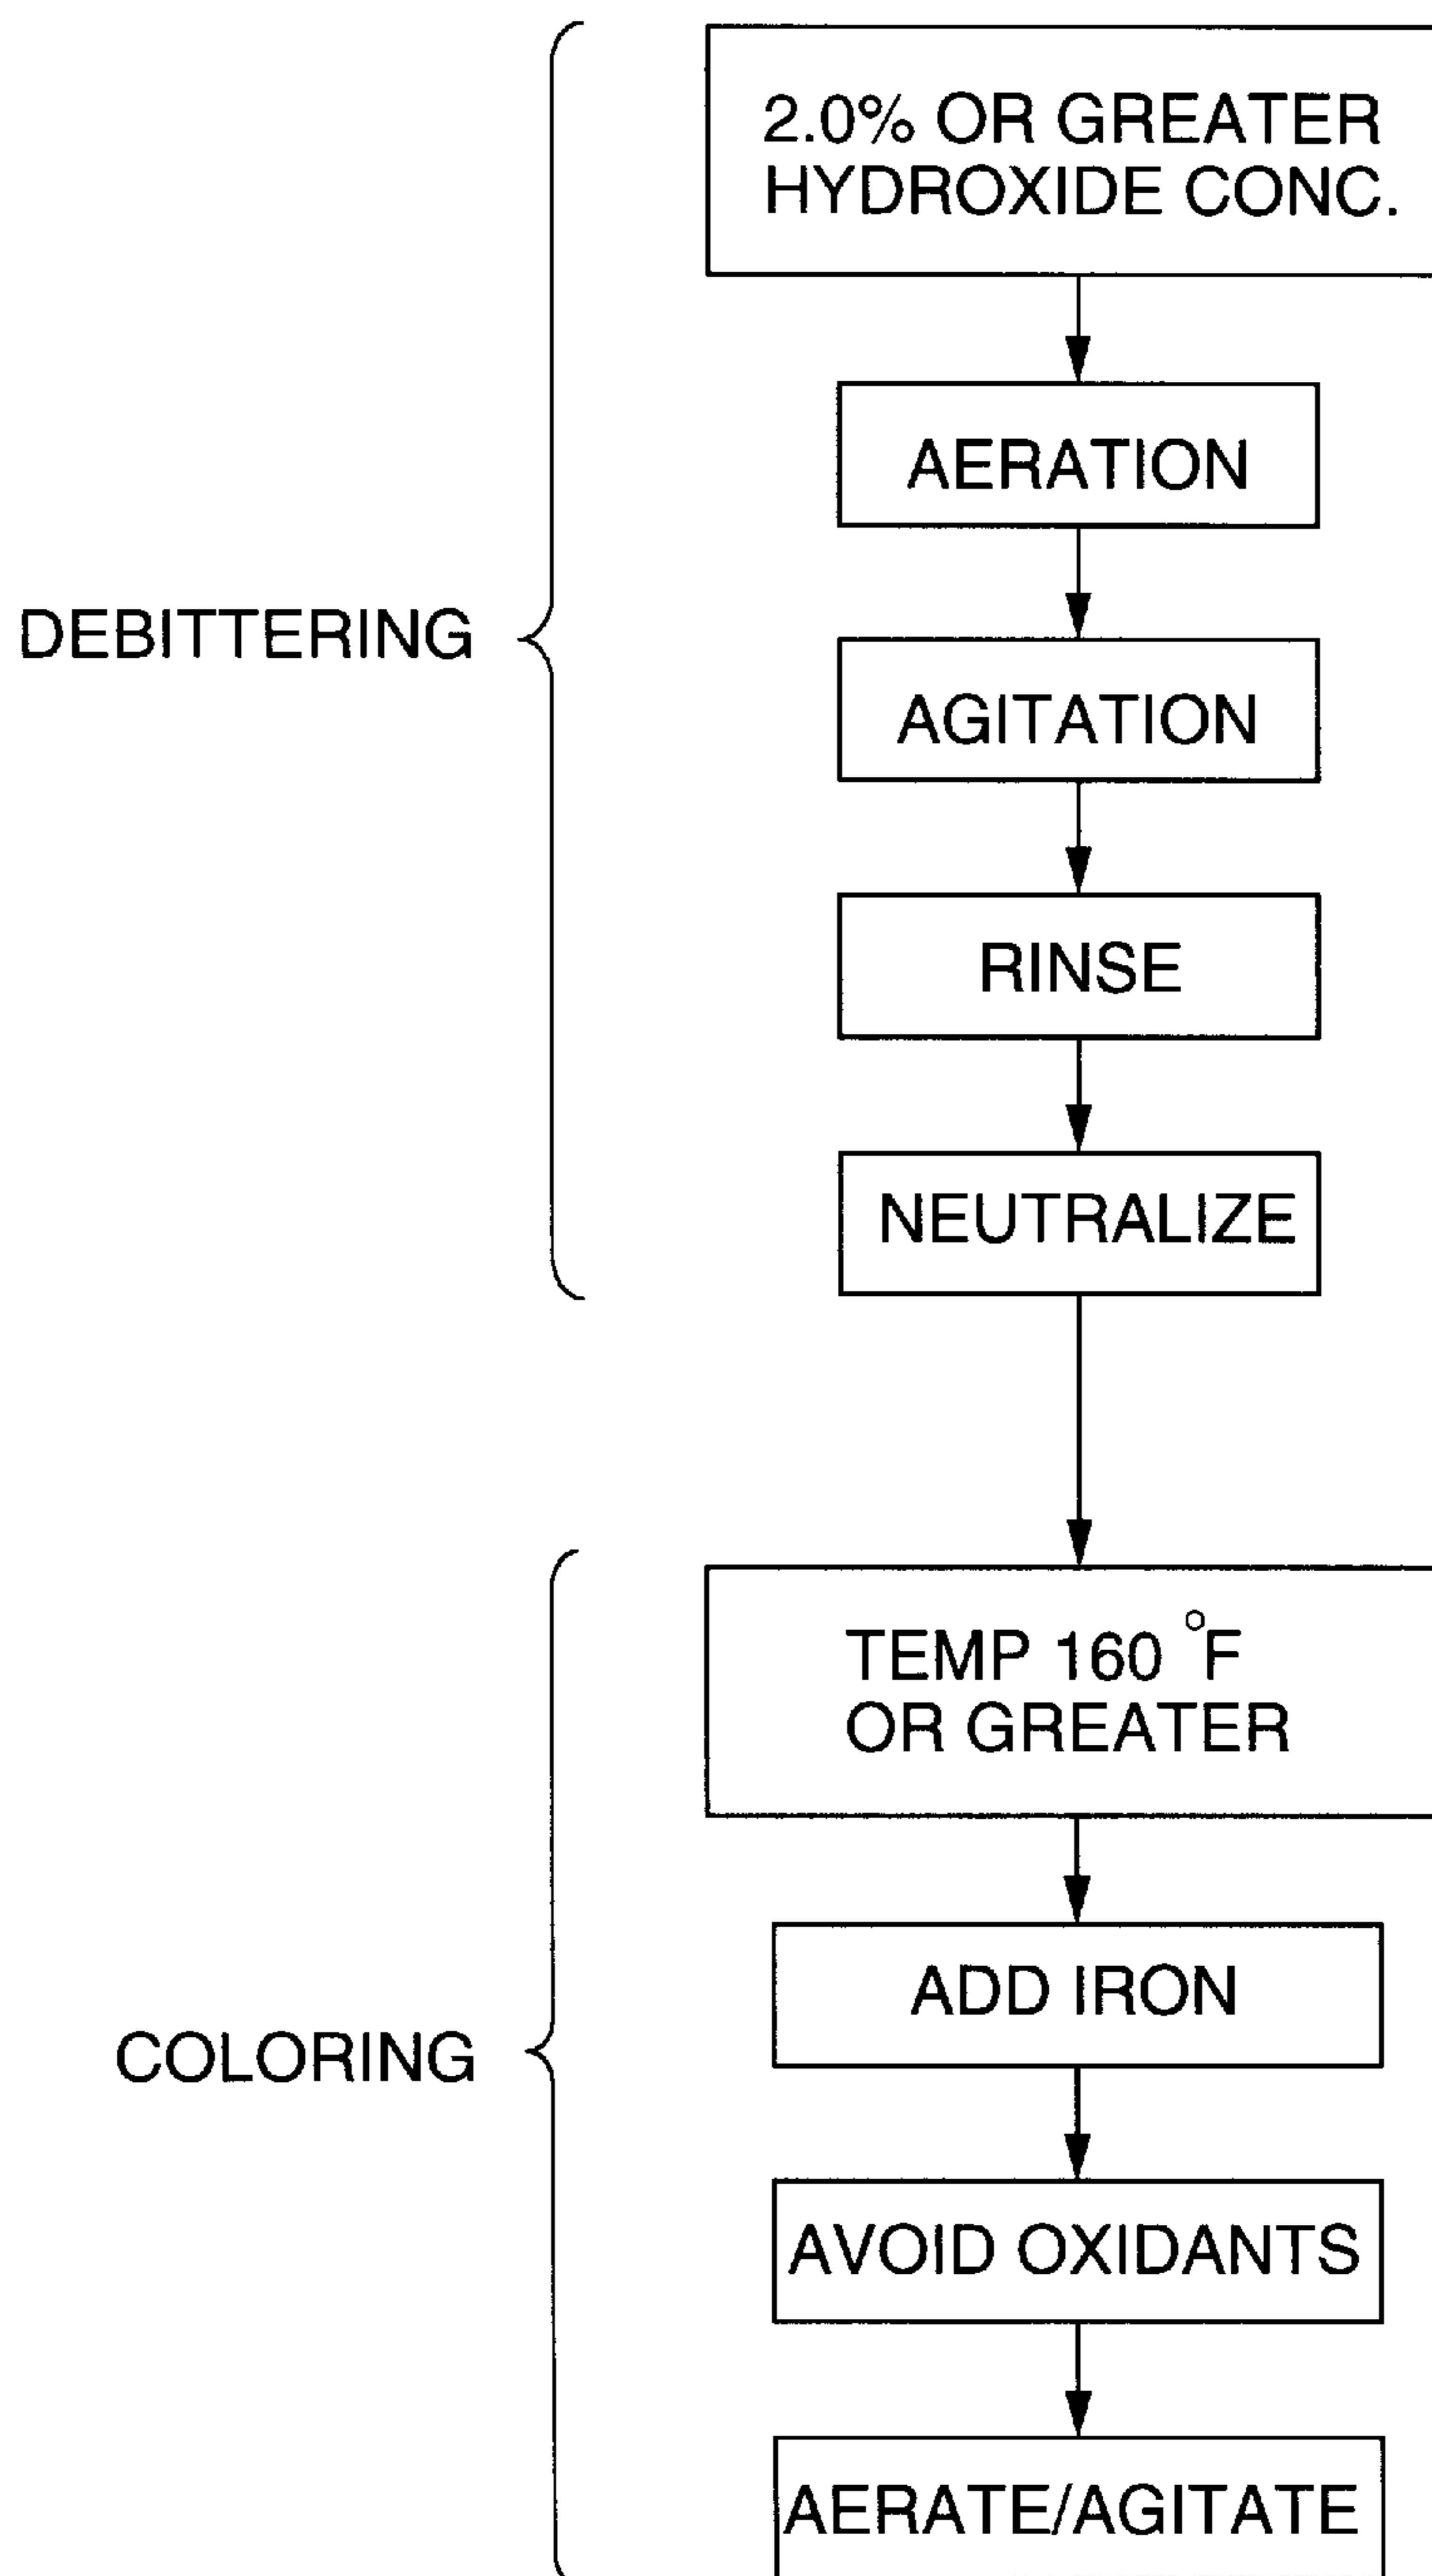 2.0% OR GREATER
HYDROXIDE CONC.
AERATION
DEBITTERING
AGITATION
RINSE
NEUTRALIZE
TEMP 160 °F
OR GREATER
ADD IRON
COLORING
AVOID OXIDANTS
AERATE/AGITATE